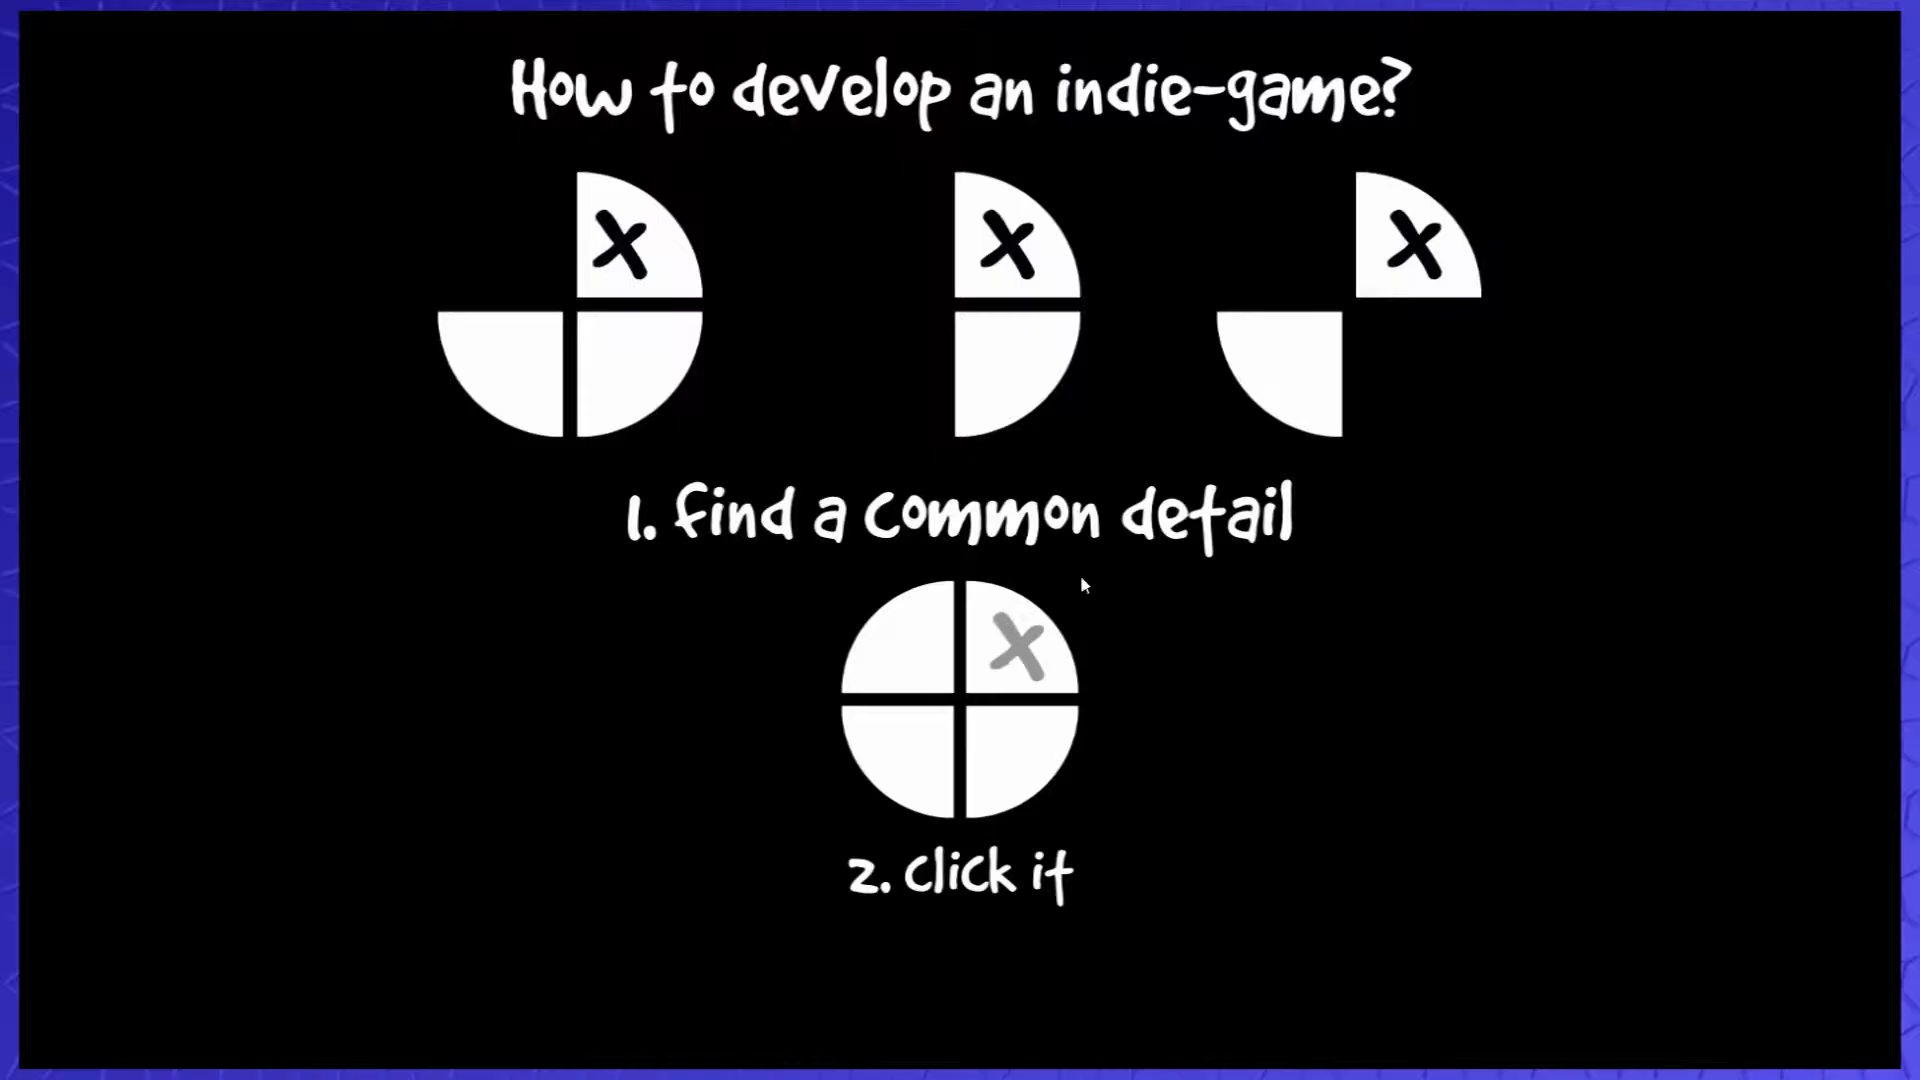 How to develop an indie-game?
X X X
1. Find a common detail
X
2. Click it